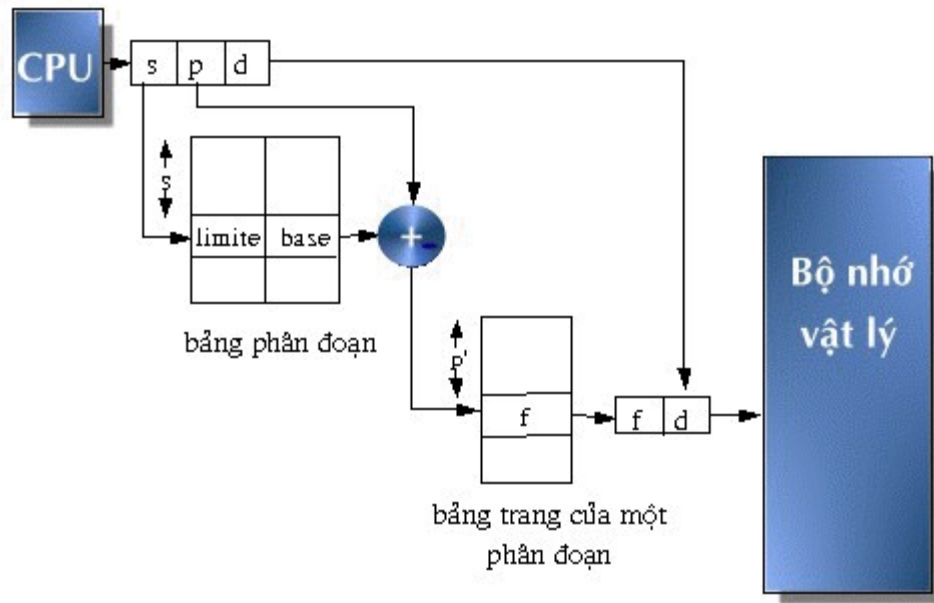 CPU
s p d
s
limite base
+
bảng phân đoạn
p'
f
f d
bảng trang của một
phân đoạn
Bộ nhớ
vật lý